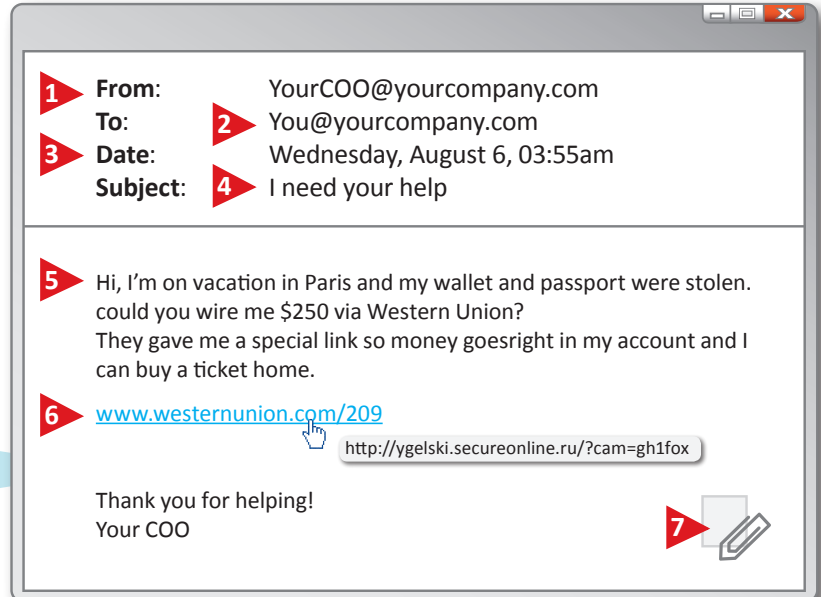 1 From: YourCOO@yourcompany.com
To: 2 You@yourcompany.com
3 Date: Wednesday, August 6, 03:55am
Subject: 4 I need your help
5 Hi, I'm on vacation in Paris and my wallet and passport were stolen.
could you wire me $250 via Western Union?
They gave me a special link so money goesright in my account and I
can buy a ticket home.
6 www.westernunion.com/209
http://ygelski.secureonline.ru/?cam=gh1fox
Thank you for helping!
Your COO
7